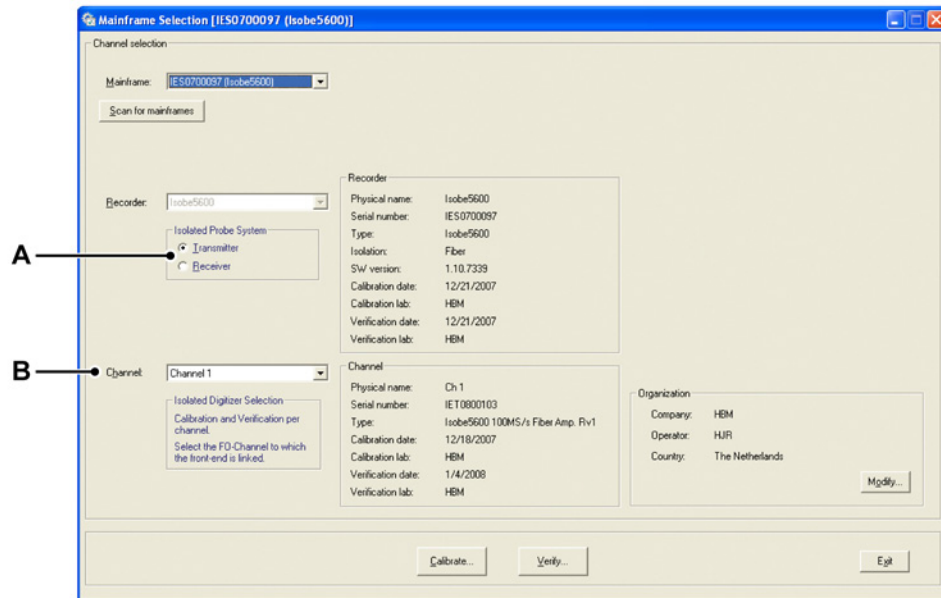 Mainframe Selection [IES0700097 (Isobe5600)]
Channel selection
Mainframe: IES0700097 (Isobe5600)
Scan for mainframes
Recorder: Isobe5600
A
Isolated Probe System
Transmitter
Receiver
Recorder
Physical name: Isobe5600
Serial number: IES0700097
Type: Isobe5600
Isolation: Fiber
SW version: 1.10.7339
Calibration date: 12/21/2007
Calibration lab: HBM
Verification date: 12/21/2007
Verification lab: HBM
B
Channel: Channel 1
Isolated Digitizer Selection
Calibration and Verification per
channel.
Select the FO-Channel to which
the front-end is linked.
Channel
Physical name: Ch 1
Serial number: IET0800103
Type: Isobe5600 100MS/s Fiber Amp. Rv1
Calibration date: 12/18/2007
Calibration lab: HBM
Verification date: 1/4/2008
Verification lab: HBM
Organization
Company: HBM
Operator: HJR
Country: The Netherlands
Modify...
Calibrate...
Verify...
Exit